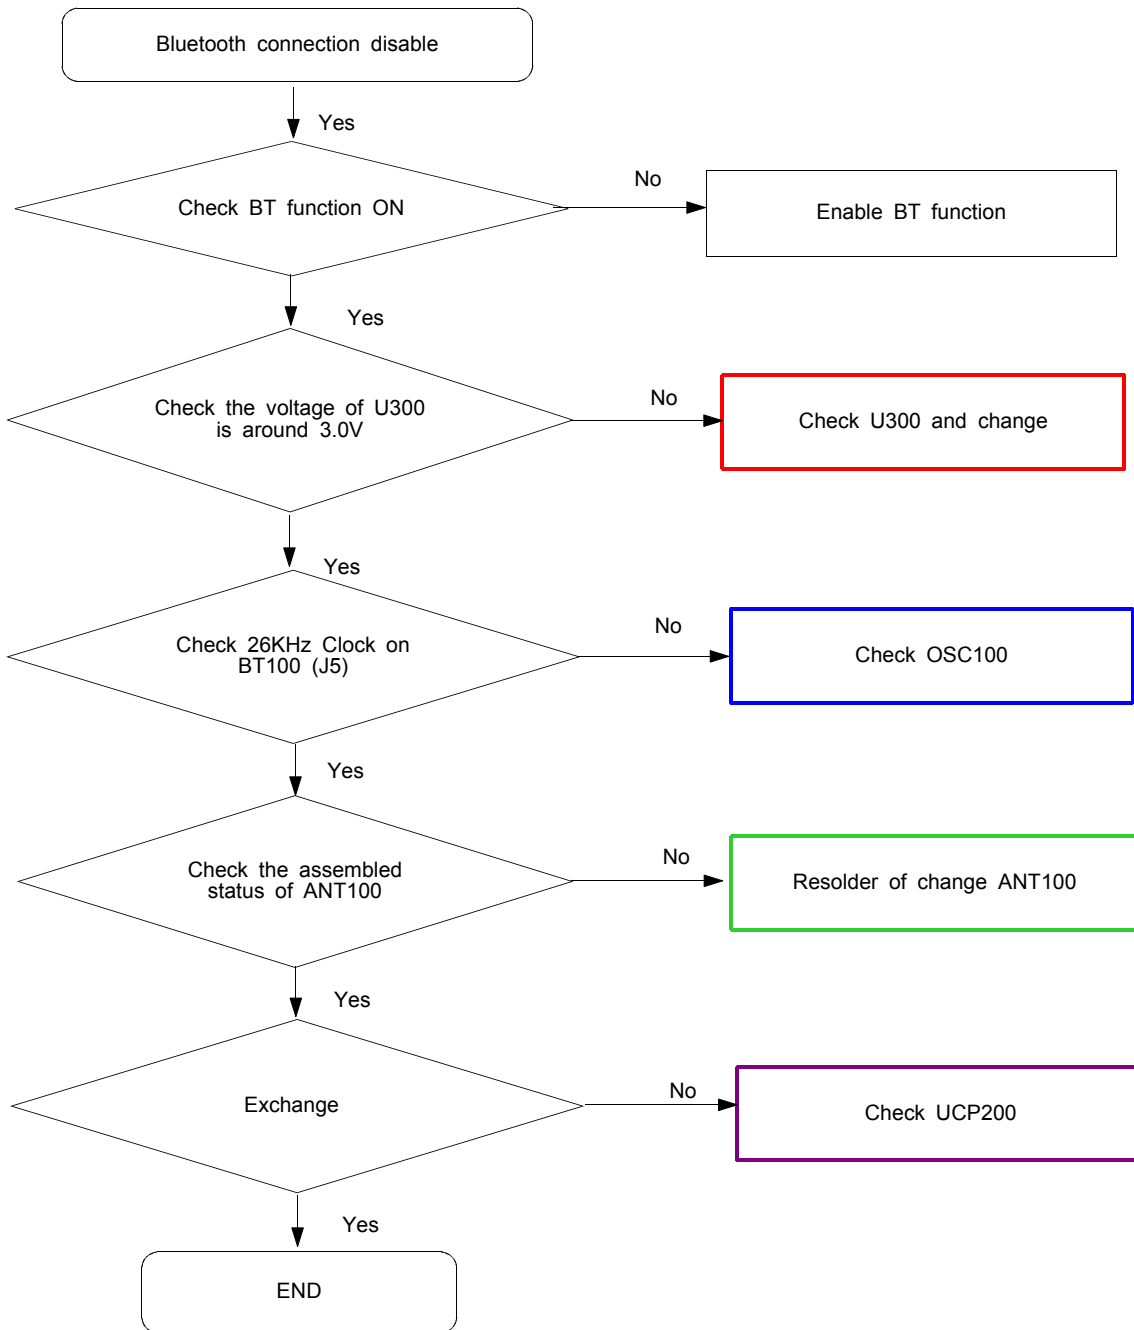 Bluetooth connection disable
Yes
Check BT function ON
No
Enable BT function
Yes
Check the voltage of U300
is around 3.0V
No
Check U300 and change
Yes
Check 26KHz Clock on
BT100 (J5)
No
Check OSC100
Yes
Check the assembled
status of ANT100
No
Resolder of change ANT100
Yes
Exchange
No
Check UCP200
Yes
END